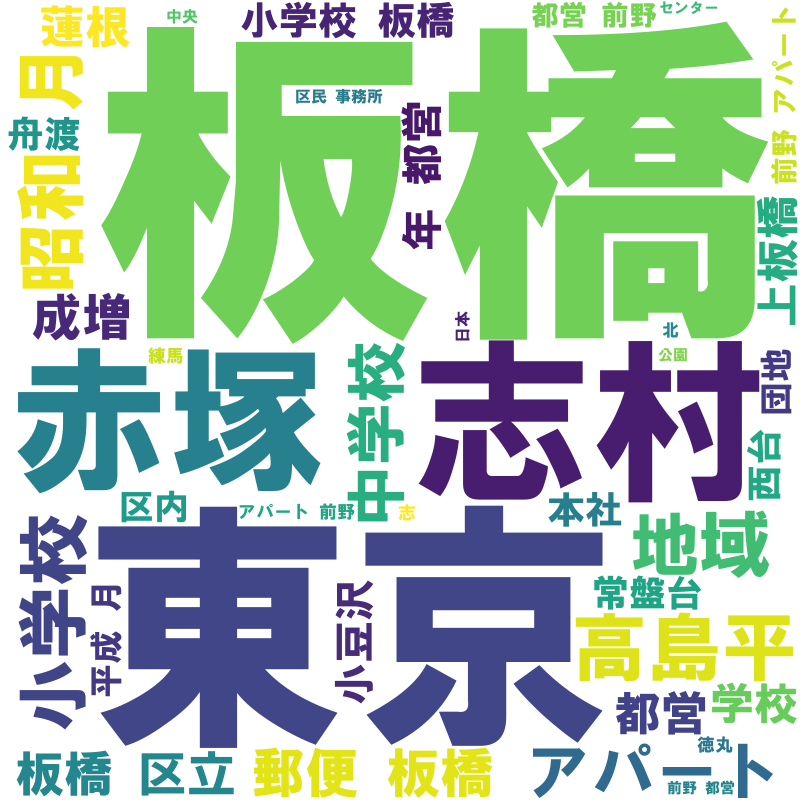 蓮根
中央
小学校 板橋
都営 前野
センター
前野 アパート
昭和 月
板橋
区民 事務所
年 都営
舟渡
上板橋
成増
日本
北
練馬
公園
赤塚
中学校
志村
団地
西台
区内
アパート 前野
志
本社
小学校
東京
地域
平成 月
小豆沢
常盤台
高島平
都営
学校
徳丸
板橋 区立
郵便 板橋
アパート
前野 都営